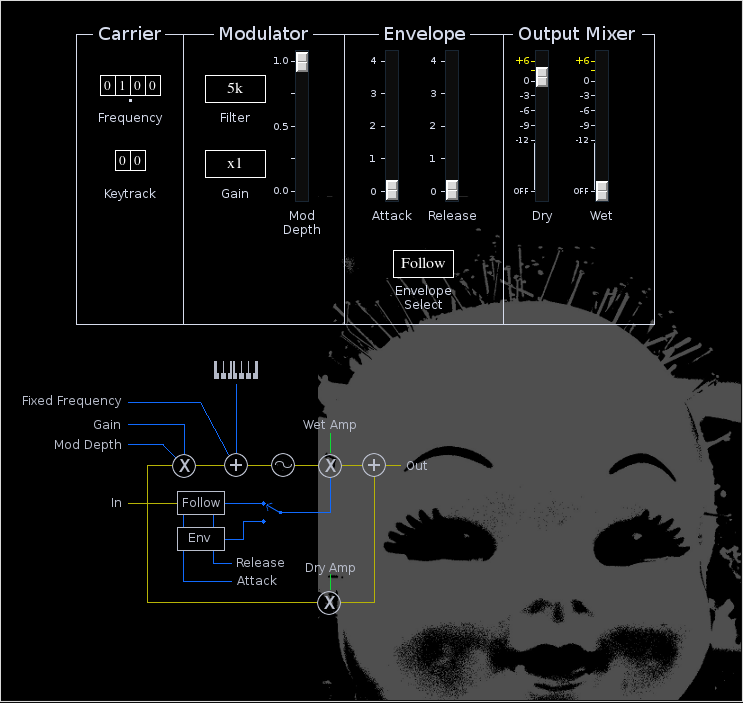 Carrier Modulator Envelope Output Mixer
0 1 0 0
Frequency
0 0
Keytrack
5k
Filter
x1
Gain
1.0
0.5
0.0
Mod
Depth
4
3
2
1
0
Attack
4
3
2
1
0
Release
Follow
Envelope
Select
+6
0
-3
-6
-9
-12
OFF
Dry
+6
0
-3
-6
-9
-12
OFF
Wet
Fixed Frequency
Gain
Mod Depth
Wet Amp
X
+
X
+
Out
In
Follow
Env
Release
Attack
Dry Amp
X